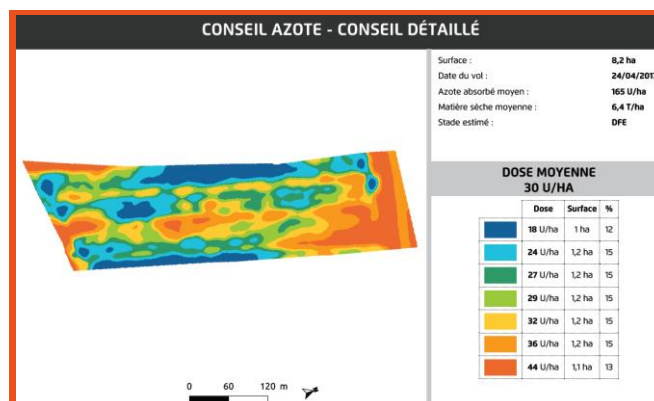 CONSEIL AZOTE - CONSEIL DÉTAILLÉ
Surface : 8,2 ha
Date du vol : 24/04/201
Azote absorbé moyen : 165 U/ha
Matière sèche moyenne : 6,4 T/ha
Stade estimé : DFE
DOSE MOYENNE
30 U/HA
Dose Surface %
18 U/ha 1 ha 12
24 U/ha 1,2 ha 15
27 U/ha 1,2 ha 15
29 U/ha 1,2 ha 15
32 U/ha 1,2 ha 15
36 U/ha 1,2 ha 15
44 U/ha 1,1 ha 13
0 60 120 m